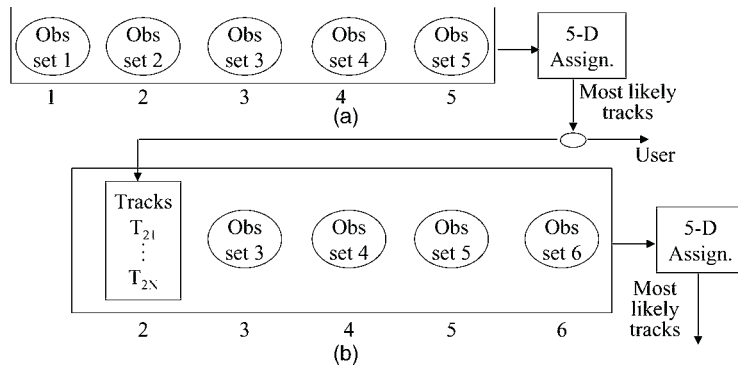 Obs set 1
Obs set 2
Obs set 3
Obs set 4
Obs set 5
5-D Assign.
1 2 3 4 5
(a)
Most likely tracks
User
Tracks
T21
⋮
T2N
Obs set 3
Obs set 4
Obs set 5
Obs set 6
5-D Assign.
2 3 4 5 6
(b)
Most likely tracks